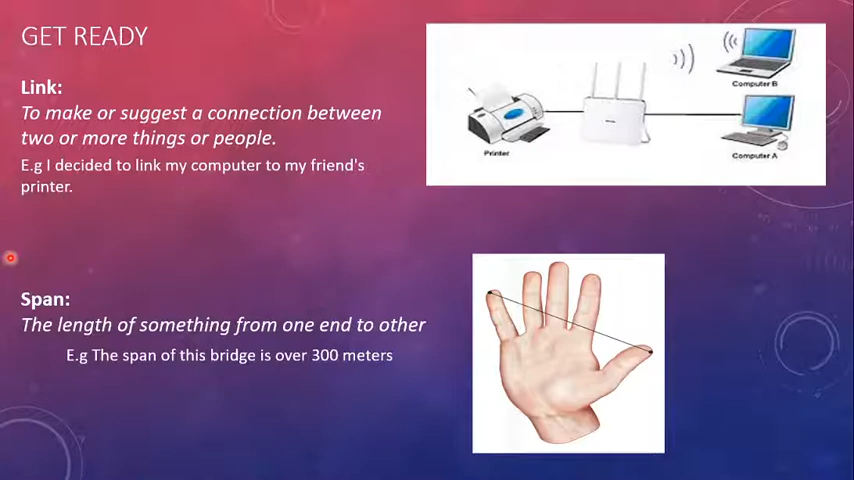 GET READY
Link:
To make or suggest a connection between
two or more things or people.
E.g I decided to link my computer to my friend's
printer.
Printer
Computer B
Computer A
Span:
The length of something from one end to other
E.g The span of this bridge is over 300 meters